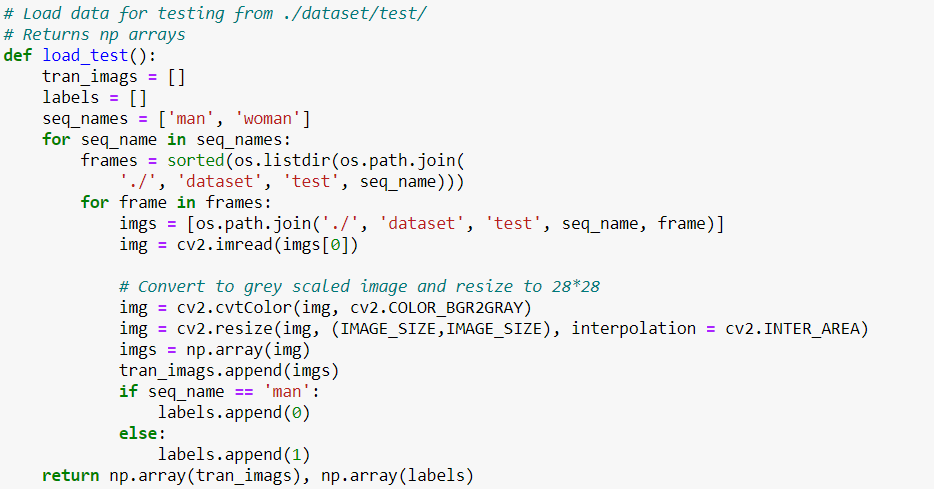 # Load data for testing from ./dataset/test/
# Returns np arrays
def load_test():
    tran_imags = []
    labels = []
    seq_names = ['man', 'woman']
    for seq_name in seq_names:
        frames = sorted(os.listdir(os.path.join(
            './', 'dataset', 'test', seq_name)))
        for frame in frames:
            imgs = [os.path.join('./', 'dataset', 'test', seq_name, frame)]
            img = cv2.imread(imgs[0])

            # Convert to grey scaled image and resize to 28*28
            img = cv2.cvtColor(img, cv2.COLOR_BGR2GRAY)
            img = cv2.resize(img, (IMAGE_SIZE,IMAGE_SIZE), interpolation = cv2.INTER_AREA)
            imgs = np.array(img)
            tran_imags.append(imgs)
            if seq_name == 'man':
                labels.append(0)
            else:
                labels.append(1)
    return np.array(tran_imags), np.array(labels)